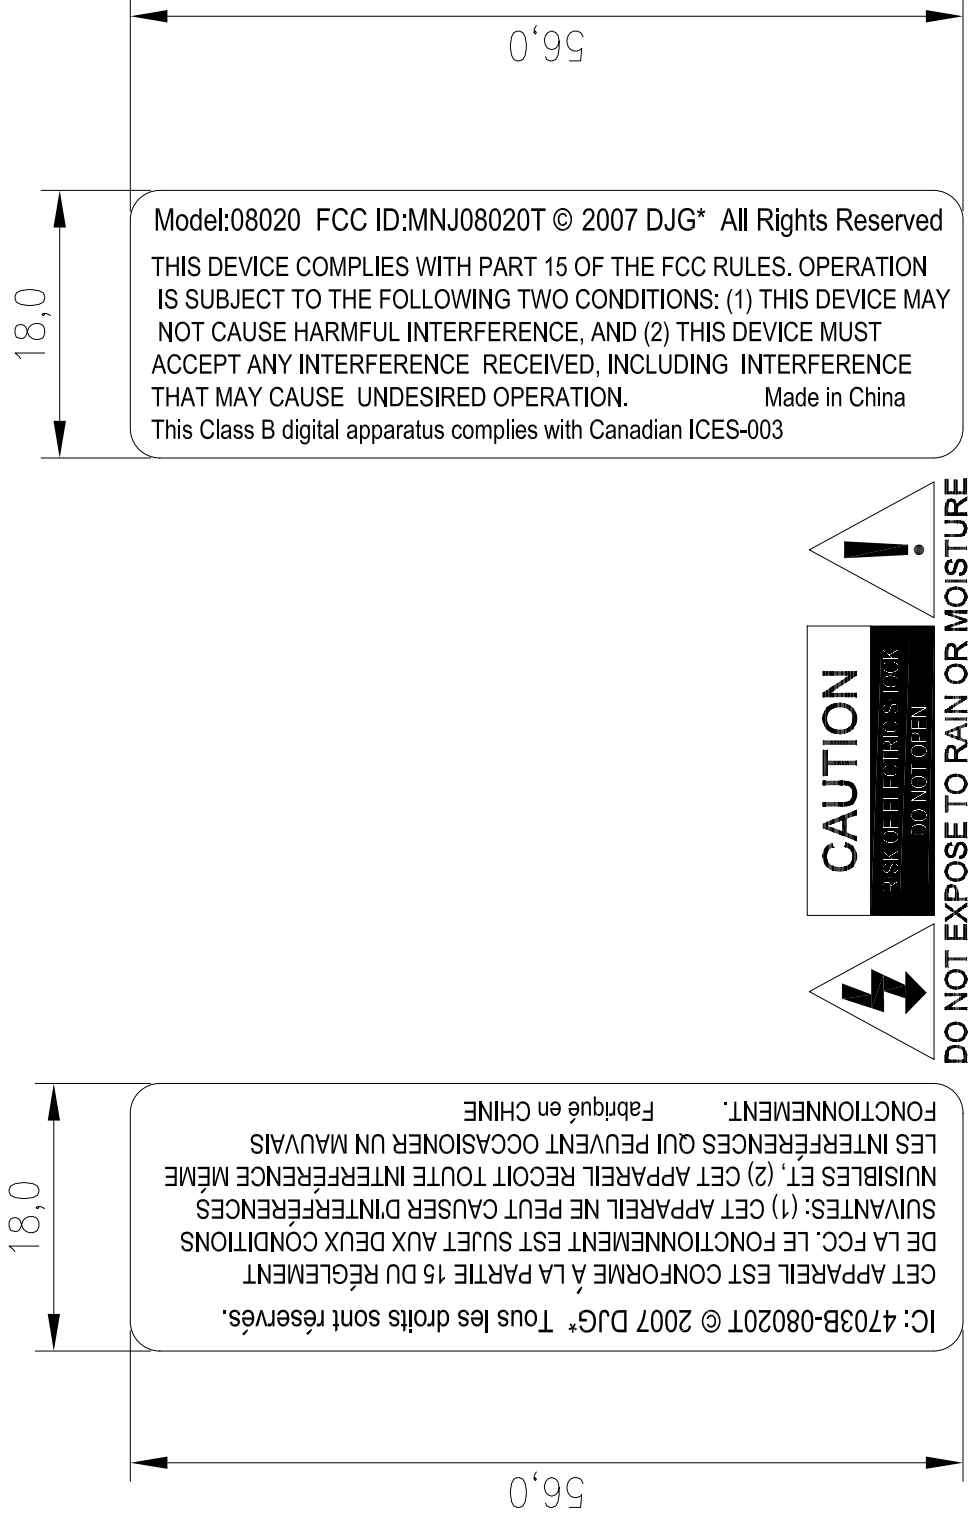 56,0
18,0
Model:08020 FCC ID:MNJ08020T © 2007 DJG* All Rights Reserved
THIS DEVICE COMPLIES WITH PART 15 OF THE FCC RULES. OPERATION
IS SUBJECT TO THE FOLLOWING TWO CONDITIONS: (1) THIS DEVICE MAY
NOT CAUSE HARMFUL INTERFERENCE, AND (2) THIS DEVICE MUST
ACCEPT ANY INTERFERENCE RECEIVED, INCLUDING INTERFERENCE
THAT MAY CAUSE UNDESIRED OPERATION. Made in China
This Class B digital apparatus complies with Canadian ICES-003
CAUTION
RISK OF ELECTRIC SHOCK
DO NOT OPEN
DO NOT EXPOSE TO RAIN OR MOISTURE
18,0
IC: 4703B-08020T © 2007 DJG* Tous les droits sont réservés.
CET APPAREIL EST CONFORME À LA PARTIE 15 DU RÉGLEMENT
DE LA FCC. LE FONCTIONNEMENT EST SUJET AUX DEUX CONDITIONS
SUIVANTES: (1) CET APPAREIL NE PEUT CAUSER D'INTERFÉRENCES
NUISIBLES ET, (2) CET APPAREIL RECOIT TOUTE INTERFÉRENCE MÉME
LES INTERFÉRENCES QUI PEUVENT OCCASIONER UN MAUVAIS
FONCTIONNEMENT. Fabriqué en CHINE
56,0